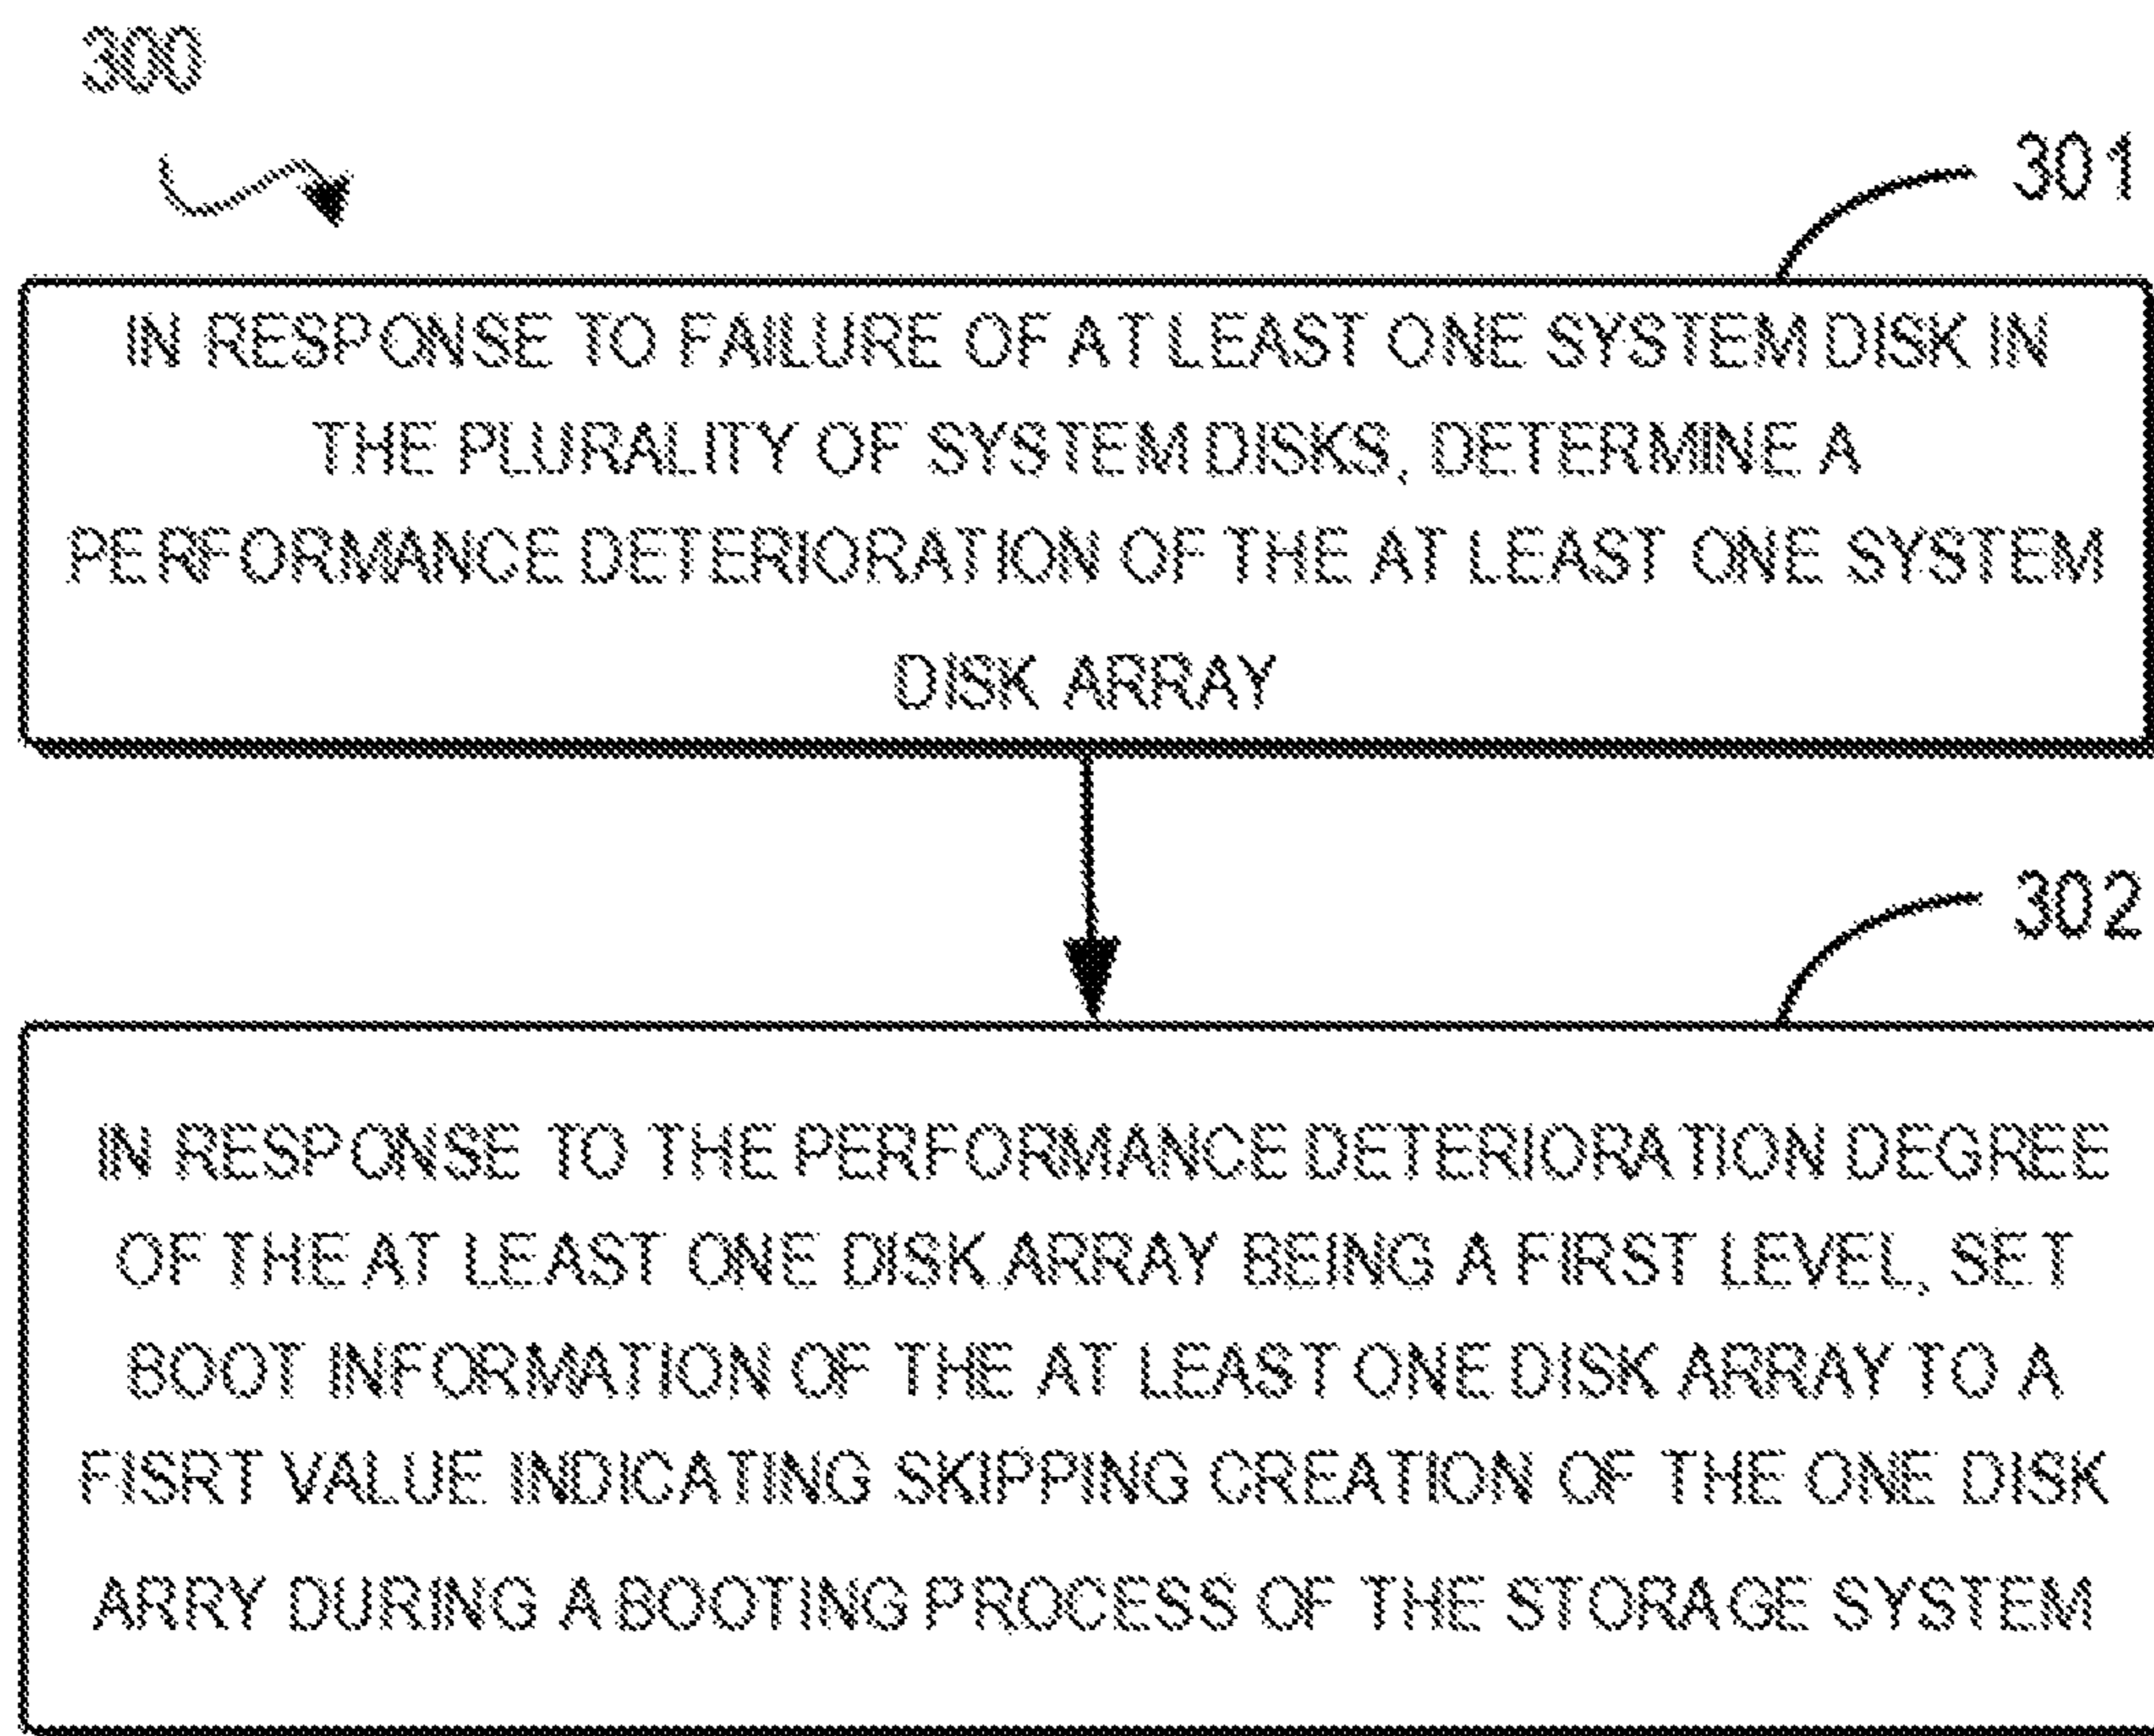 300
301
IN RESPONSE TO FAILURE OF AT LEAST ONE SYSTEM DISK IN
THE PLURALITY OF SYSTEM DISKS, DETERMINE A
PERFORMANCE DETERIORATION OF THE AT LEAST ONE SYSTEM
DISK ARRAY
302
IN RESPONSE TO THE PERFORMANCE DETERIORATION DEGREE
OF THE AT LEAST ONE DISK ARRAY BEING A FIRST LEVEL, SET
BOOT INFORMATION OF THE AT LEAST ONE DISK ARRAY TO A
FISRT VALUE INDICATING SKIPPING CREATION OF THE ONE DISK
ARRY DURING A BOOTING PROCESS OF THE STORAGE SYSTEM